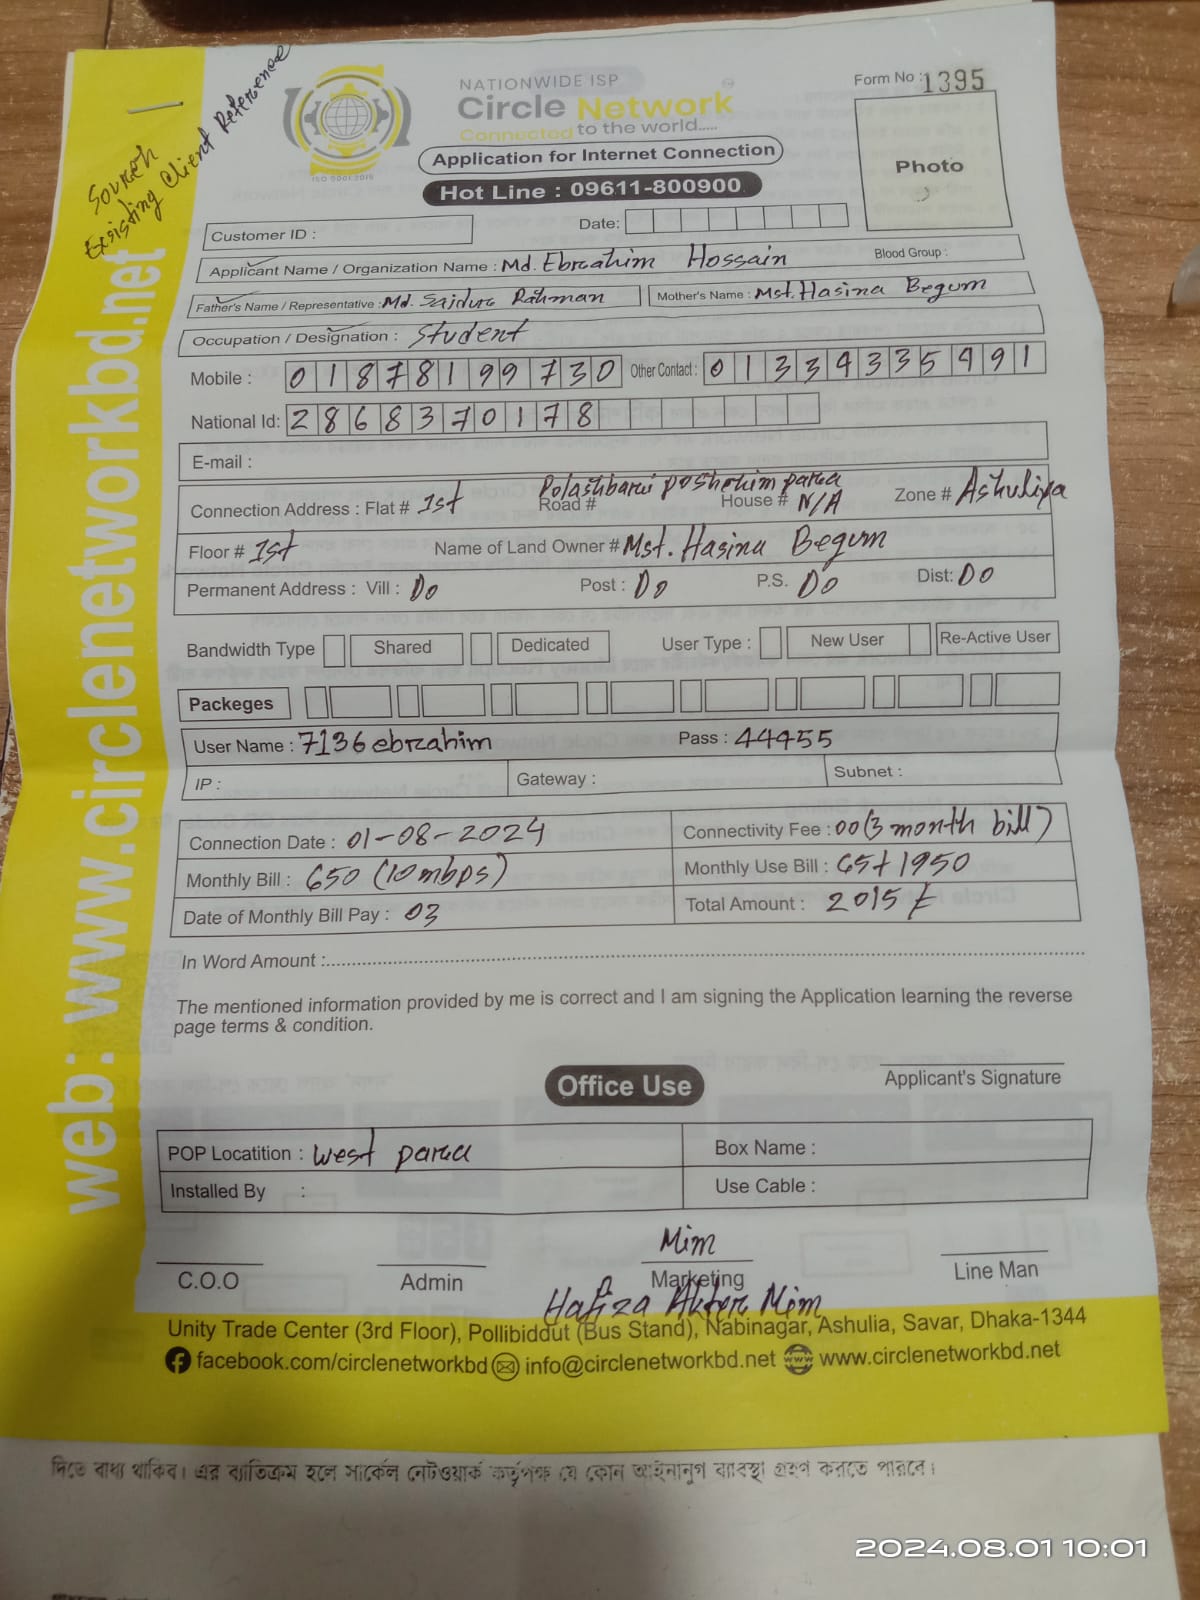 Existing Client Reference
NATIONWIDE ISP
Circle Network
Connected to the world.....
ISO 9001:2015
Application for Internet Connection
Hot Line : 09611-800900
Form No : 1395
Photo
Customer ID :
Date:
Applicant Name / Organization Name : Md. Ebrahim Hossain
Blood Group :
Father's Name / Representative : Md. Saidur Rahman
Mother's Name : Mst. Hasina Begum
Occupation / Designation : Student
Mobile : 01878199730 Other Contact : 01334335491
National Id: 2868370178
E-mail :
Polashbari poshchim para
Connection Address : Flat # 1st Road # House # N/A Zone # Ashuliya
Floor # 1st Name of Land Owner # Mst. Hasina Begum
Permanent Address : Vill : Do Post : Do P.S. Do Dist: Do
Bandwidth Type Shared Dedicated User Type : New User Re-Active User
Packeges
User Name : 7136ebrahim Pass : 44455
IP : Gateway : Subnet :
Connection Date : 01-08-2024 Connectivity Fee : 00(3 month bill)
Monthly Bill : 650 (10mbps) Monthly Use Bill : 65+1950
Date of Monthly Bill Pay : 03 Total Amount : 2015
In Word Amount :
The mentioned information provided by me is correct and I am signing the Application learning the reverse
page terms & condition.
Applicant's Signature
Office Use
POP Locatition : West para Box Name :
Installed By : Use Cable :
Mim
C.O.O Admin Marketing Line Man
Hafiza Akter Mim
Unity Trade Center (3rd Floor), Pollibiddut (Bus Stand), Nabinagar, Ashulia, Savar, Dhaka-1344
facebook.com/circlenetworkbd info@circlenetworkbd.net www.circlenetworkbd.net
web: www.circlenetworkbd.net
দিতে বাধ্য থাকিব। এর ব্যতিক্রম হলে সার্কেল নেটওয়ার্ক কর্তৃপক্ষ যে কোন আইনানুগ ব্যবস্থা গ্রহণ করতে পারবে।
2024.08.01 10:01